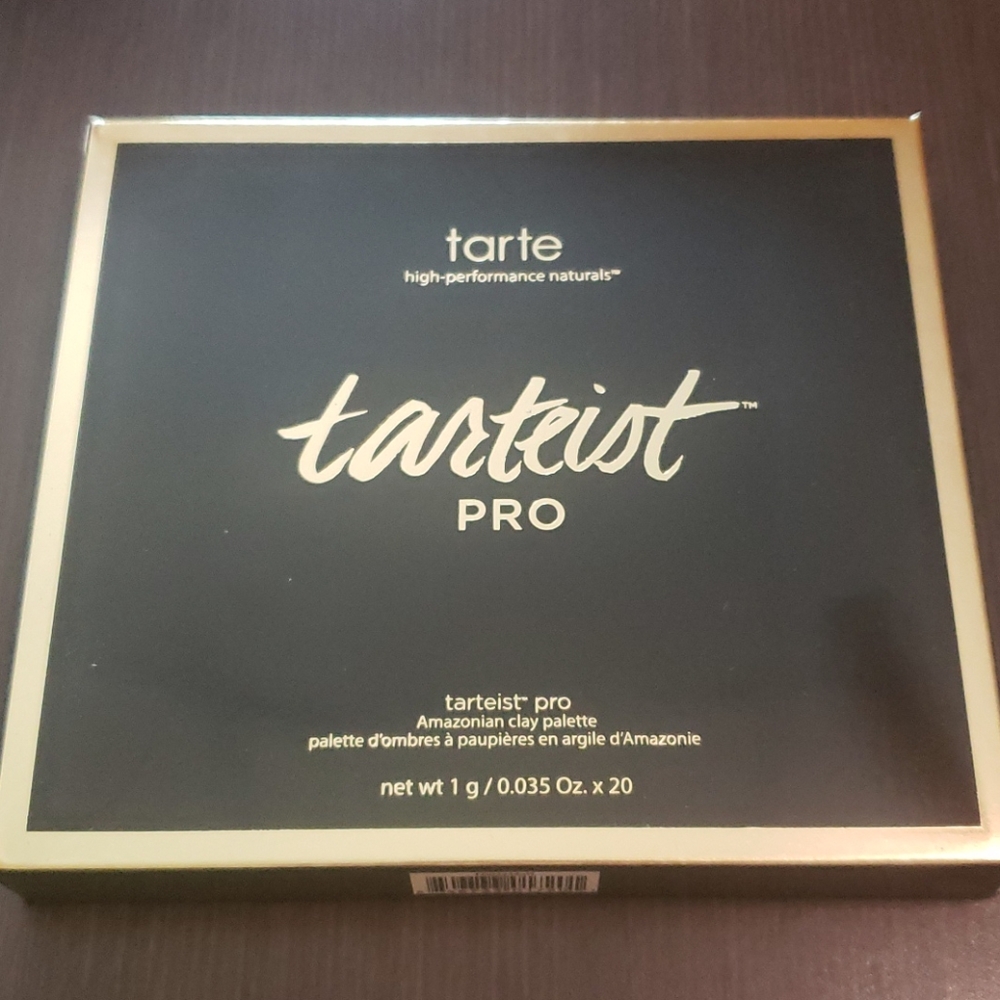 tarte
high-performance naturals™
tarteist™
PRO
tarteist™ pro
Amazonian clay palette
palette d'ombres à paupières en argile d'Amazonie
net wt 1 g / 0.035 Oz. x 20